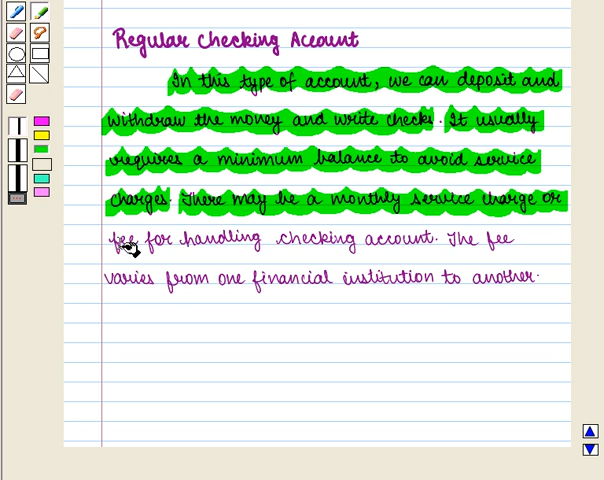 Regular Checking Account
In this type of account, we can deposit and
withdraw the money and write checks. It usually
requires a minimum balance to avoid service
charges. There may be a monthly service charge or
fee for handling checking account. The fee
varies from one financial institution to another.